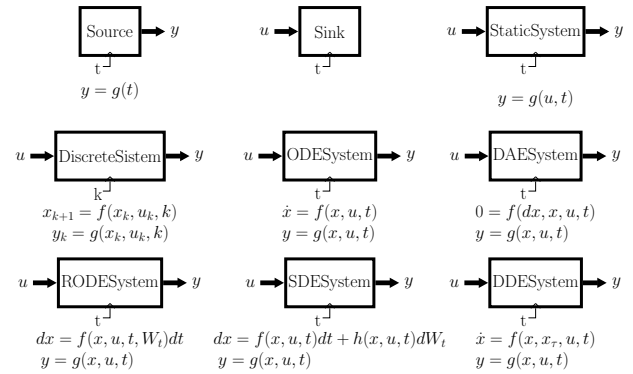 Source
y
t
y = g(t)
u
Sink
t
u
StaticSystem
y
t
y = g(u, t)
u
DiscreteSistem
y
k
x_{k+1} = f(x_k, u_k, k)
y_k = g(x_k, u_k, k)
u
ODESystem
y
t
ẋ = f(x, u, t)
y = g(x, u, t)
u
DAESystem
y
t
0 = f(dx, x, u, t)
y = g(x, u, t)
u
RODESystem
y
t
dx = f(x, u, t, W_t)dt
y = g(x, u, t)
u
SDESystem
y
t
dx = f(x, u, t)dt + h(x, u, t)dW_t
y = g(x, u, t)
u
DDESystem
y
t
ẋ = f(x, x_τ, u, t)
y = g(x, u, t)